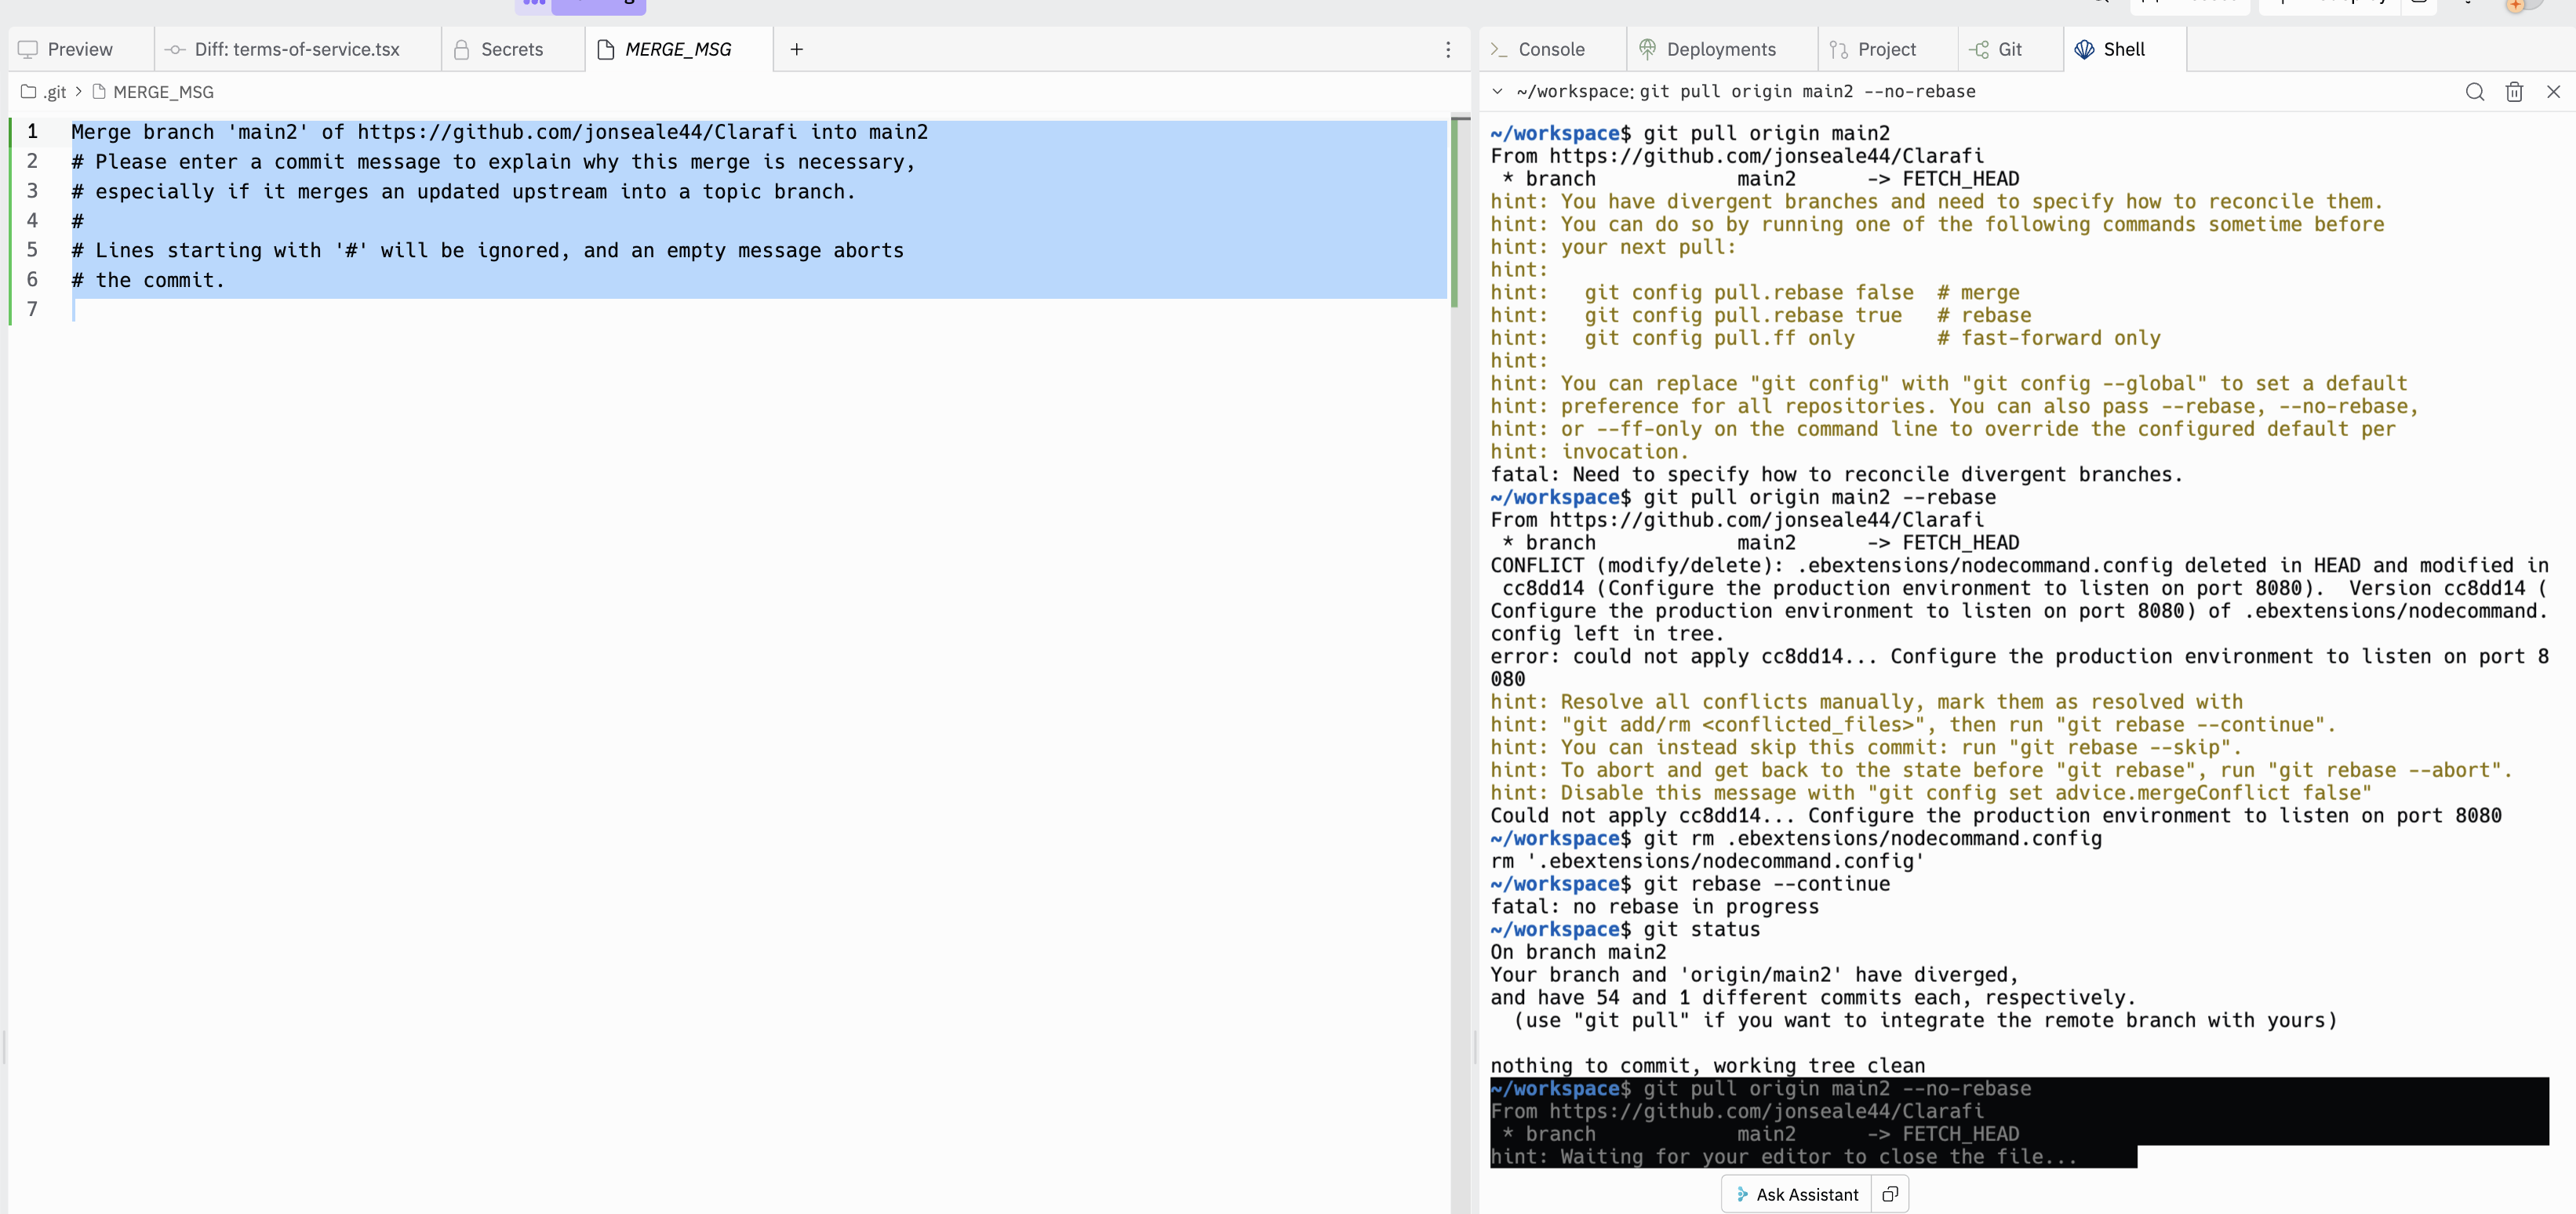 Preview
Diff: terms-of-service.tsx
Secrets
MERGE_MSG
+
Console
Deployments
Project
Git
Shell
.git > MERGE_MSG
1 Merge branch 'main2' of https://github.com/jonseale44/Clarafi into main2
2 # Please enter a commit message to explain why this merge is necessary,
3 # especially if it merges an updated upstream into a topic branch.
4 #
5 # Lines starting with '#' will be ignored, and an empty message aborts
6 # the commit.
7
~/workspace: git pull origin main2 --no-rebase
~/workspace$ git pull origin main2
From https://github.com/jonseale44/Clarafi
 * branch            main2      -> FETCH_HEAD
hint: You have divergent branches and need to specify how to reconcile them.
hint: You can do so by running one of the following commands sometime before
hint: your next pull:
hint:
hint:   git config pull.rebase false  # merge
hint:   git config pull.rebase true   # rebase
hint:   git config pull.ff only       # fast-forward only
hint:
hint: You can replace "git config" with "git config --global" to set a default
hint: preference for all repositories. You can also pass --rebase, --no-rebase,
hint: or --ff-only on the command line to override the configured default per
hint: invocation.
fatal: Need to specify how to reconcile divergent branches.
~/workspace$ git pull origin main2 --rebase
From https://github.com/jonseale44/Clarafi
 * branch            main2      -> FETCH_HEAD
CONFLICT (modify/delete): .ebextensions/nodecommand.config deleted in HEAD and modified in
 cc8dd14 (Configure the production environment to listen on port 8080).  Version cc8dd14 (
Configure the production environment to listen on port 8080) of .ebextensions/nodecommand.
config left in tree.
error: could not apply cc8dd14... Configure the production environment to listen on port 8
080
hint: Resolve all conflicts manually, mark them as resolved with
hint: "git add/rm <conflicted_files>", then run "git rebase --continue".
hint: You can instead skip this commit: run "git rebase --skip".
hint: To abort and get back to the state before "git rebase", run "git rebase --abort".
hint: Disable this message with "git config set advice.mergeConflict false"
Could not apply cc8dd14... Configure the production environment to listen on port 8080
~/workspace$ git rm .ebextensions/nodecommand.config
rm '.ebextensions/nodecommand.config'
~/workspace$ git rebase --continue
fatal: no rebase in progress
~/workspace$ git status
On branch main2
Your branch and 'origin/main2' have diverged,
and have 54 and 1 different commits each, respectively.
  (use "git pull" if you want to integrate the remote branch with yours)
nothing to commit, working tree clean
~/workspace$ git pull origin main2 --no-rebase
From https://github.com/jonseale44/Clarafi
 * branch            main2      -> FETCH_HEAD
hint: Waiting for your editor to close the file...
Ask Assistant